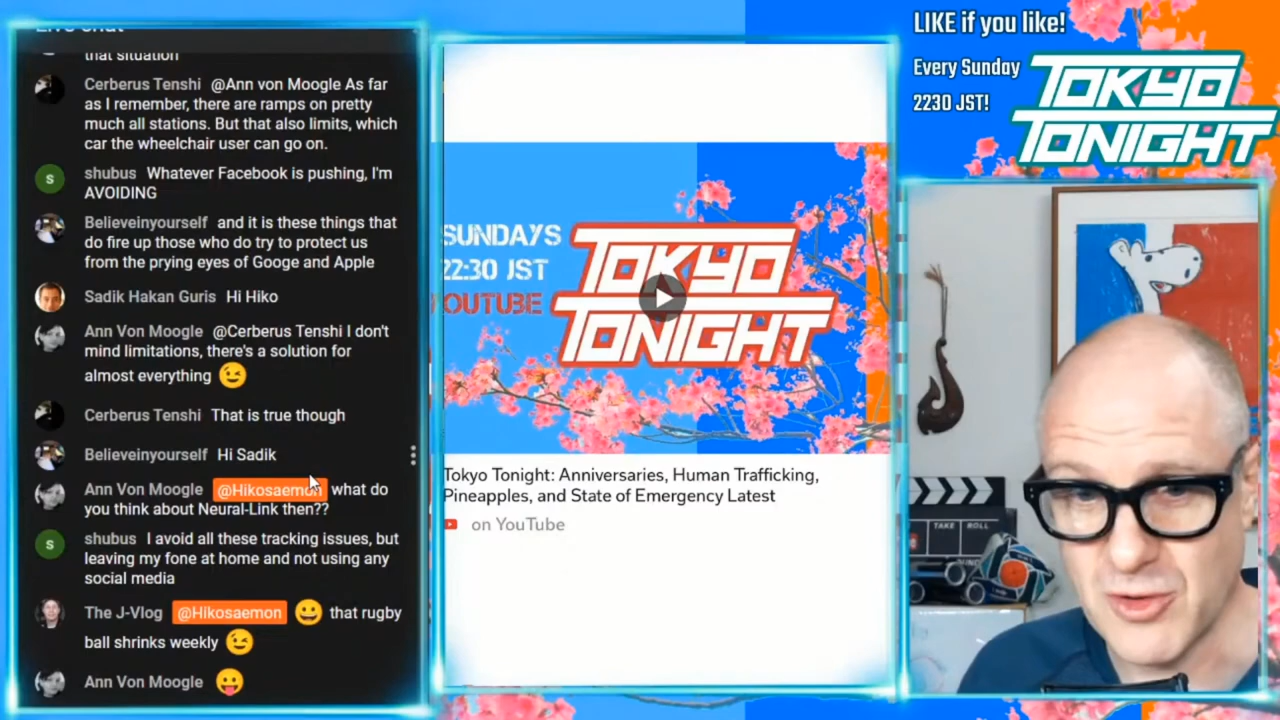 Live chat
that situation
Cerberus Tenshi @Ann von Moogle As far
as I remember, there are ramps on pretty
much all stations. But that also limits, which
car the wheelchair user can go on.
S
shubus Whatever Facebook is pushing, I'm
AVOIDING
Believeinyourself and it is these things that
do fire up those who do try to protect us
from the prying eyes of Googe and Apple
Sadik Hakan Guris Hi Hiko
Ann Von Moogle @Cerberus Tenshi I don't
mind limitations, there's a solution for
almost everything 😉
Cerberus Tenshi That is true though
Believeinyourself Hi Sadik
Ann Von Moogle @Hikosaemon what do
you think about Neural-Link then??
S
shubus I avoid all these tracking issues, but
leaving my fone at home and not using any
social media
The J-Vlog @Hikosaemon 😀 that rugby
ball shrinks weekly 😉
Ann Von Moogle 😛
SUNDAYS
22:30 JST
YOUTUBE
TOKYO
TONIGHT
Tokyo Tonight: Anniversaries, Human Trafficking,
Pineapples, and State of Emergency Latest
on YouTube
LIKE if you like!
Every Sunday
2230 JST!
TOKYO
TONIGHT
TAKE ROLL